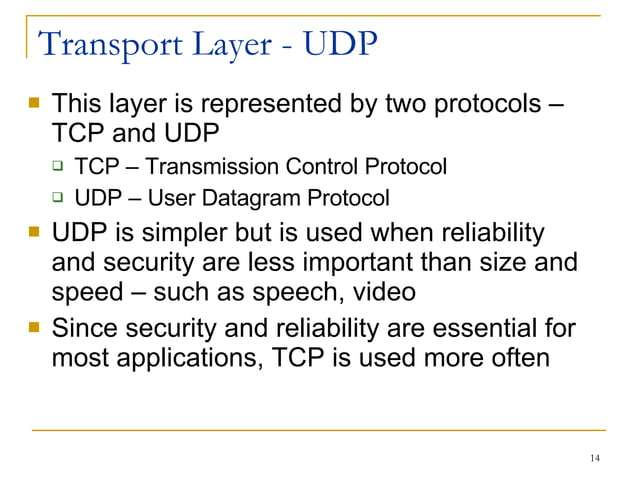 Transport Layer - UDP
This layer is represented by two protocols –
TCP and UDP
TCP – Transmission Control Protocol
UDP – User Datagram Protocol
UDP is simpler but is used when reliability
and security are less important than size and
speed – such as speech, video
Since security and reliability are essential for
most applications, TCP is used more often
14